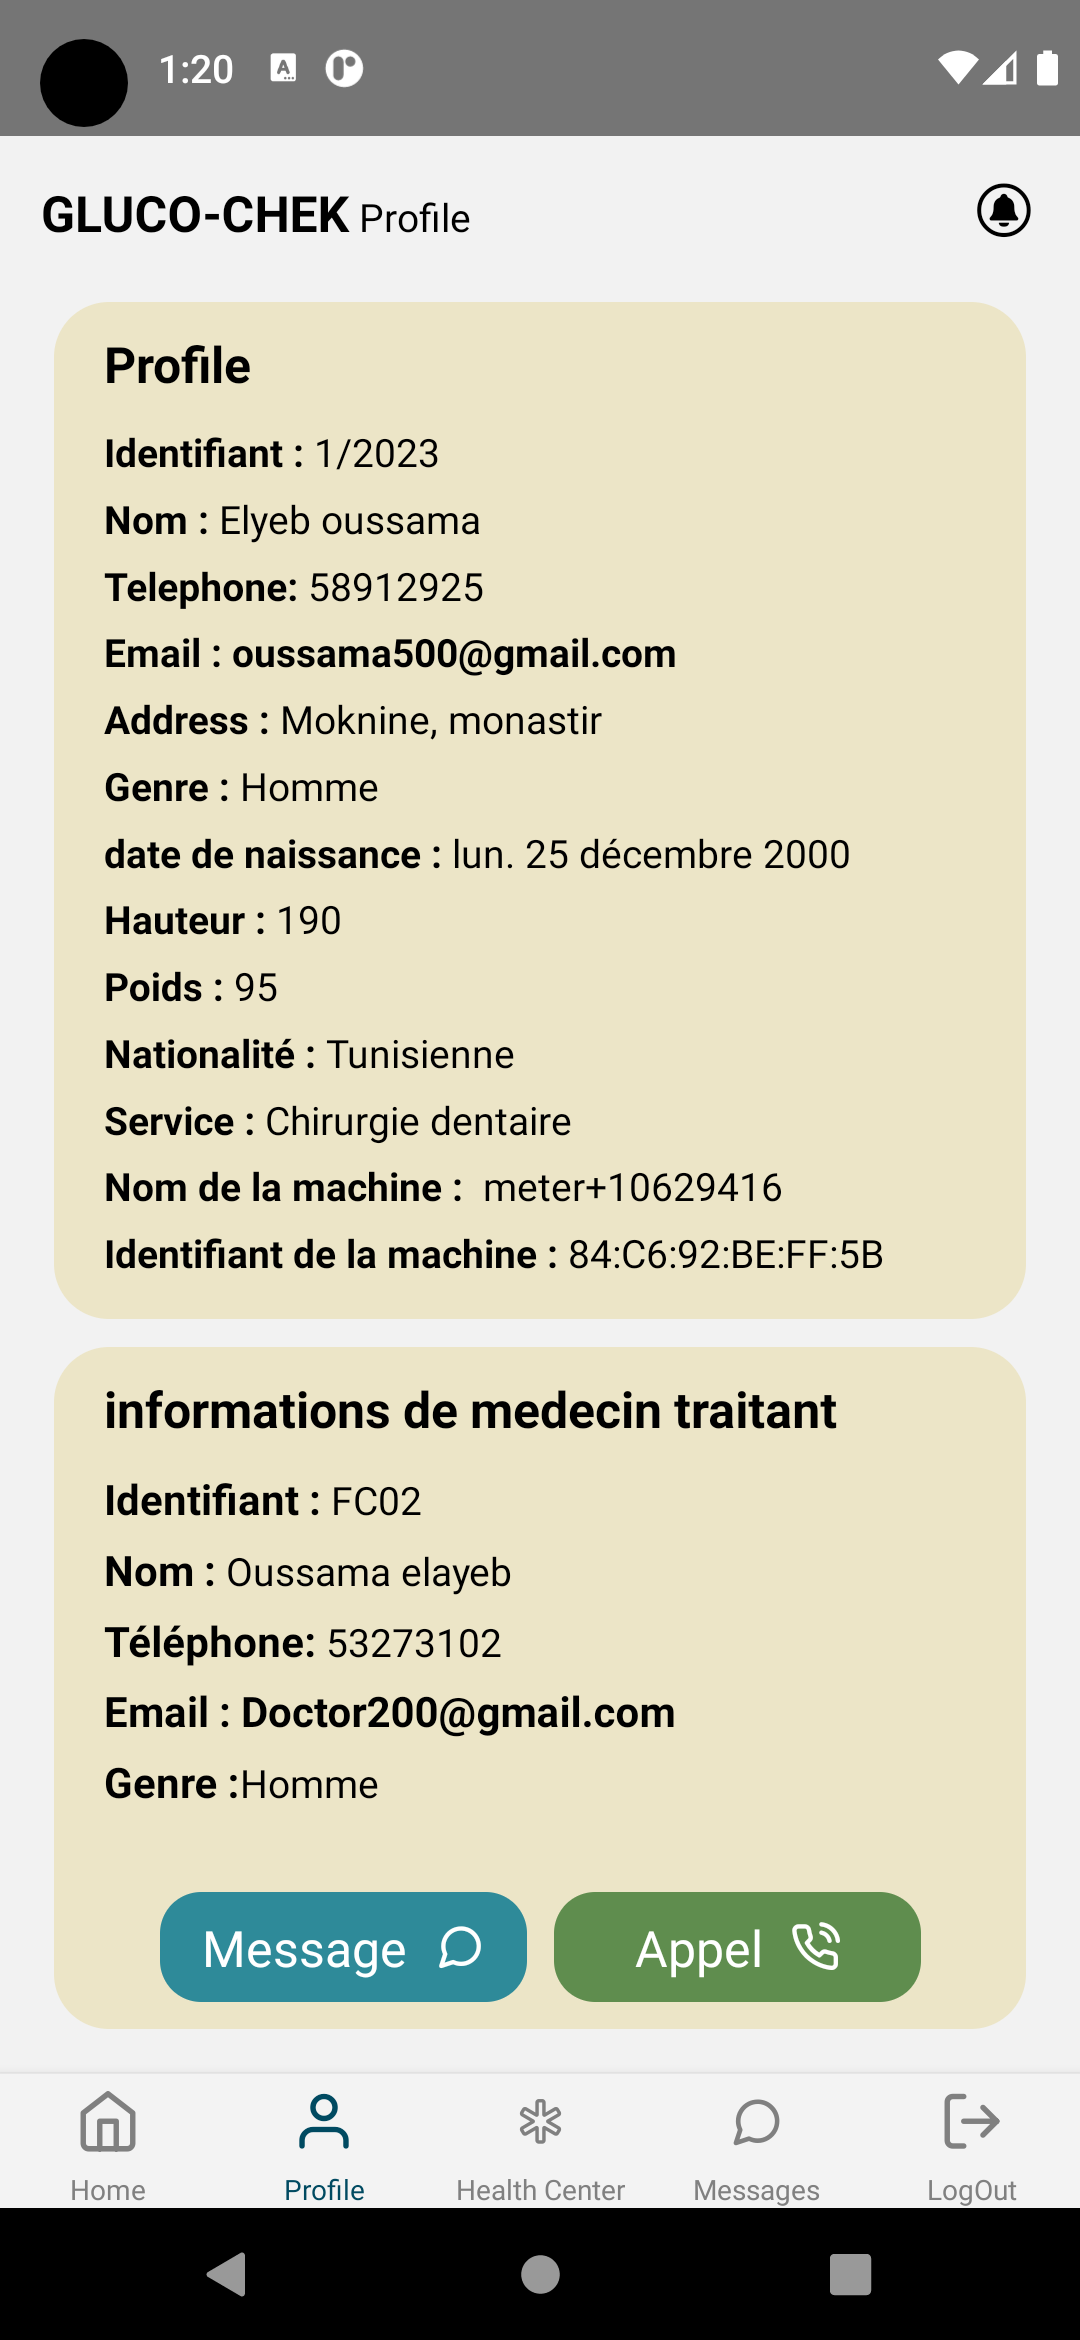 1:20
GLUCO-CHEK Profile
Profile
Identifiant : 1/2023
Nom : Elyeb oussama
Telephone: 58912925
Email : oussama500@gmail.com
Address : Moknine, monastir
Genre : Homme
date de naissance : lun. 25 décembre 2000
Hauteur : 190
Poids : 95
Nationalité : Tunisienne
Service : Chirurgie dentaire
Nom de la machine : meter+10629416
Identifiant de la machine : 84:C6:92:BE:FF:5B
informations de medecin traitant
Identifiant : FC02
Nom : Oussama elayeb
Téléphone: 53273102
Email : Doctor200@gmail.com
Genre :Homme
Message Appel
Home Profile Health Center Messages LogOut